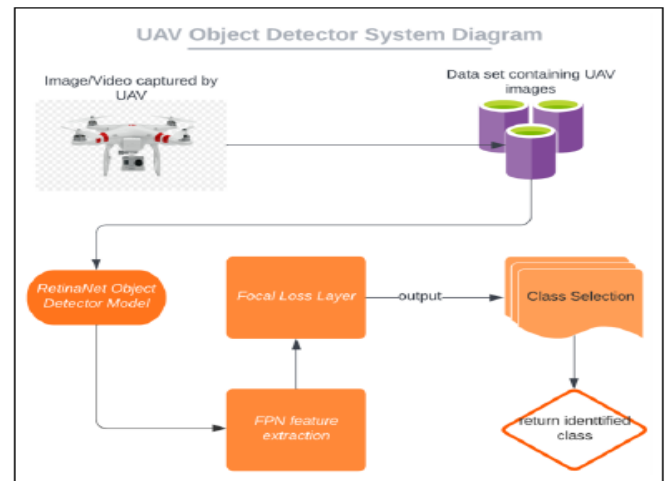 UAV Object Detector System Diagram
Image/Video captured by
UAV
Data set containing UAV
images
RetinaNet Object
Detector Model
Focal Loss Layer
output
Class Selection
FPN feature
extraction
return identtified
class